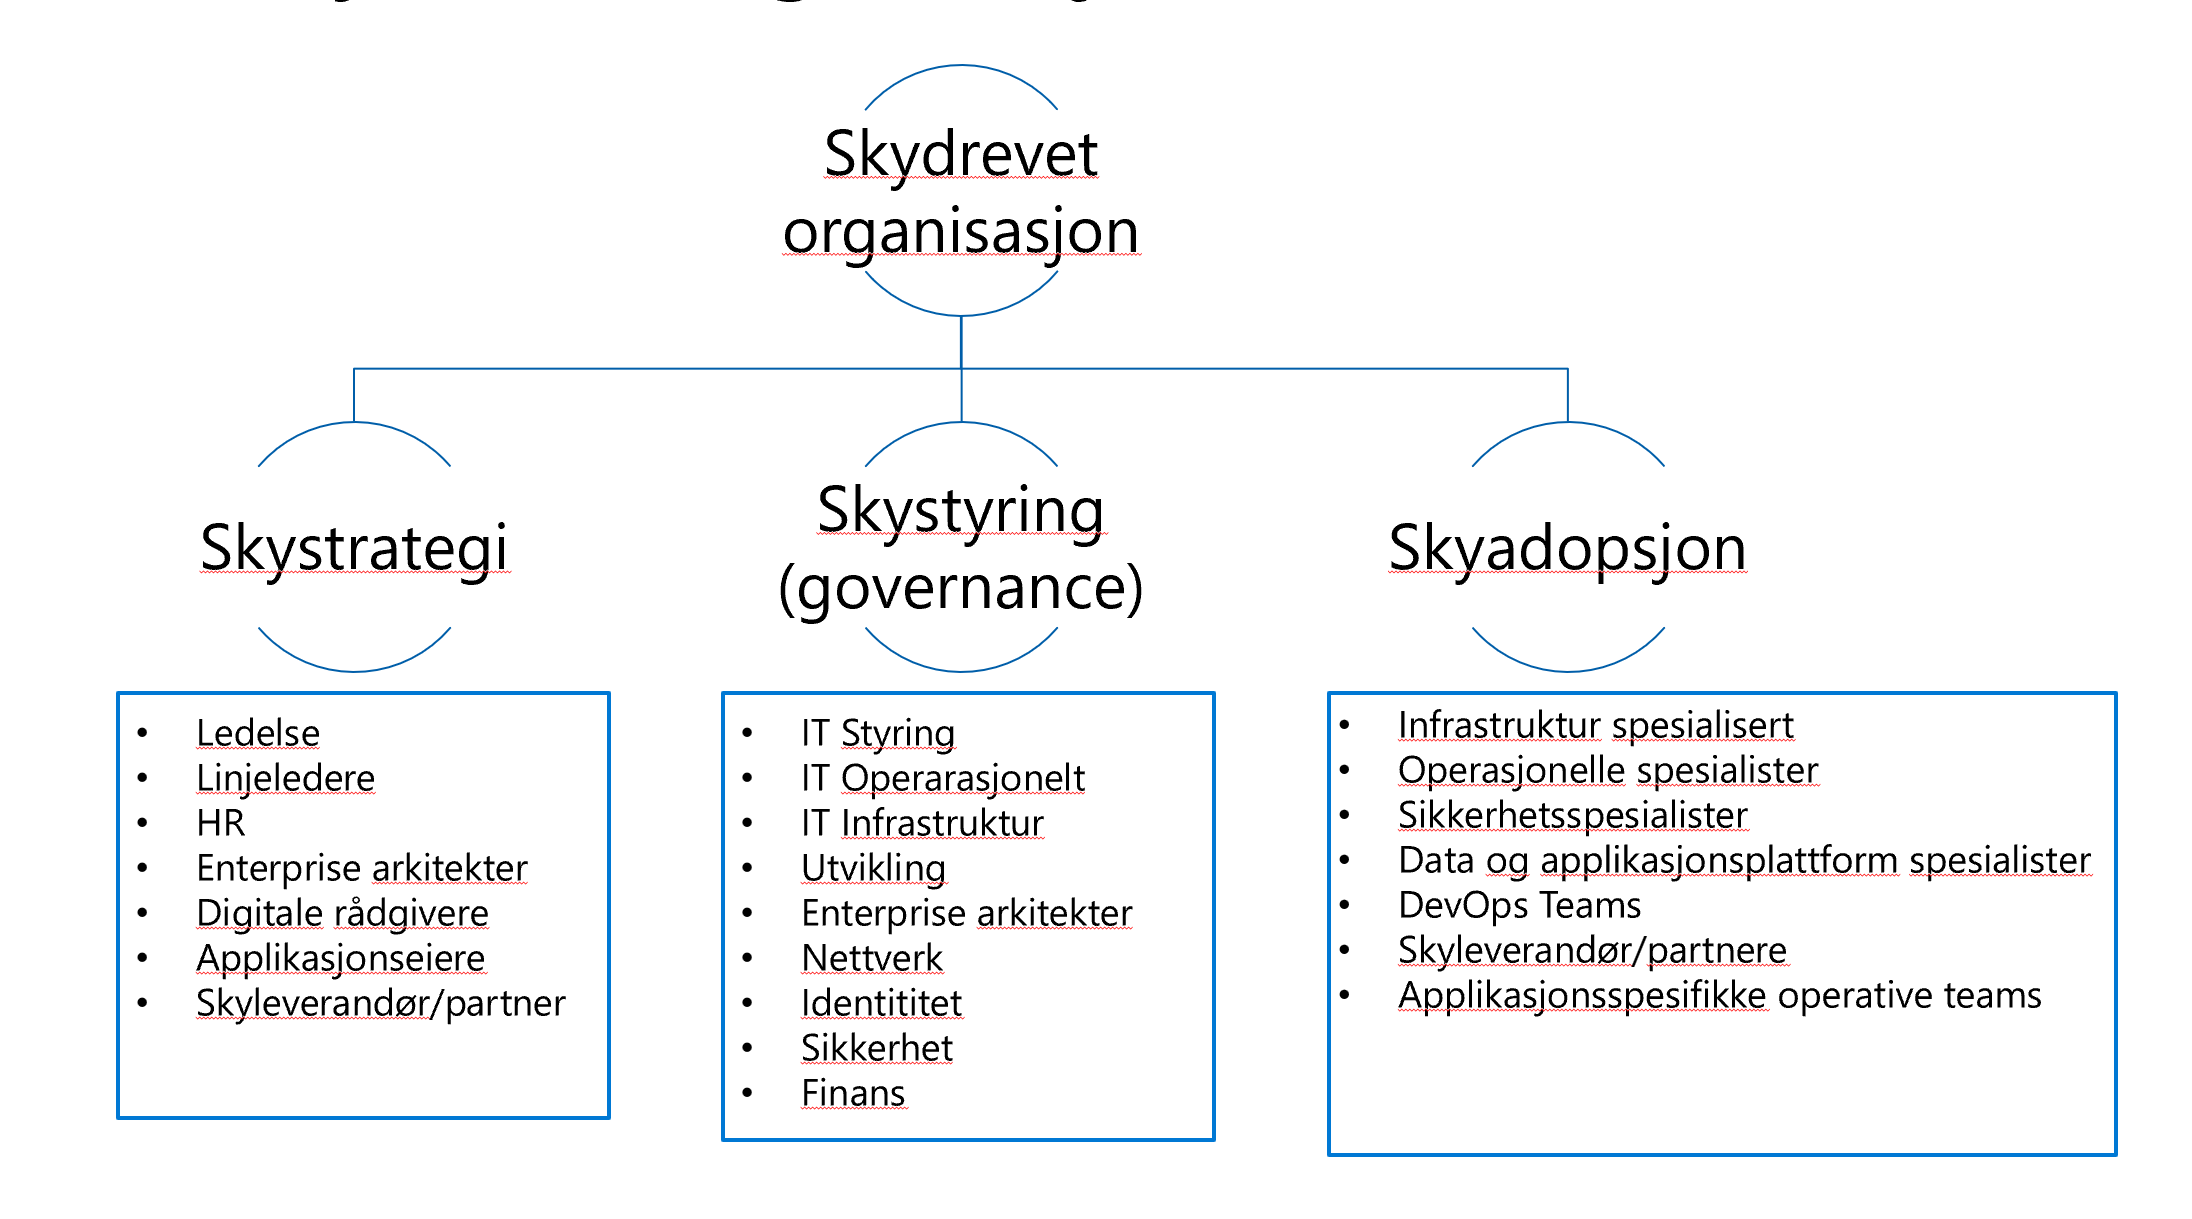 Skydrevet
organisasjon
Skystrategi
Skystyring
(governance)
Skyadopsjon
• Ledelse
• Linjeledere
• HR
• Enterprise arkitekter
• Digitale rådgivere
• Applikasjonseiere
• Skyleverandør/partner
• IT Styring
• IT Operarasjonelt
• IT Infrastruktur
• Utvikling
• Enterprise arkitekter
• Nettverk
• Identititet
• Sikkerhet
• Finans
• Infrastruktur spesialisert
• Operasjonelle spesialister
• Sikkerhetsspesialister
• Data og applikasjonsplattform spesialister
• DevOps Teams
• Skyleverandør/partnere
• Applikasjonsspesifikke operative teams